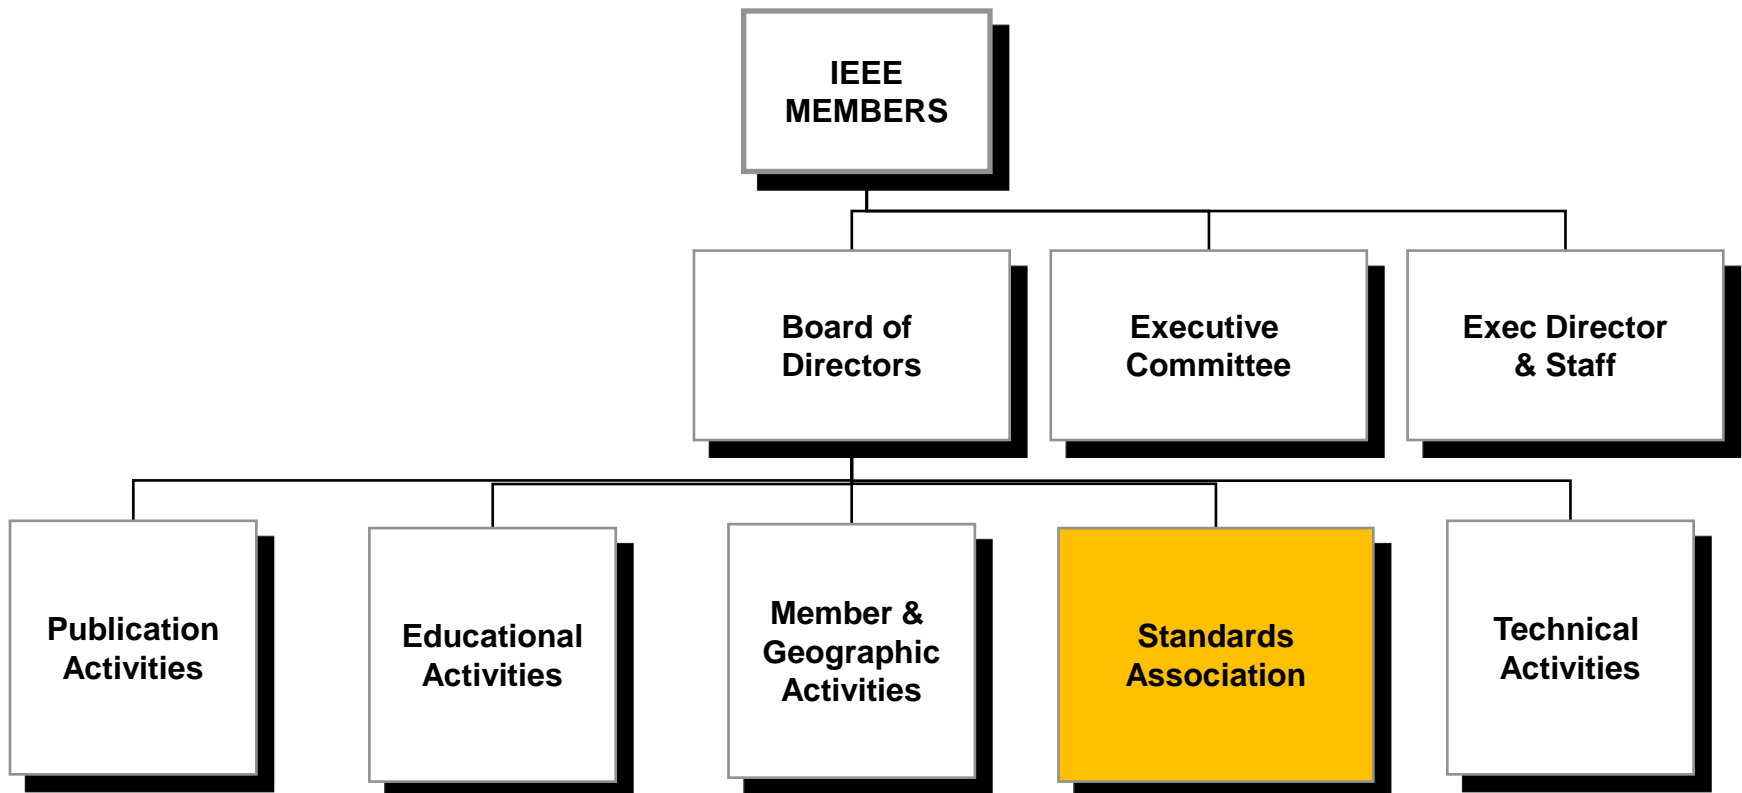 IEEE
MEMBERS
Board of
Directors
Executive
Committee
Exec Director
& Staff
Publication
Activities
Educational
Activities
Member &
Geographic
Activities
Standards
Association
Technical
Activities